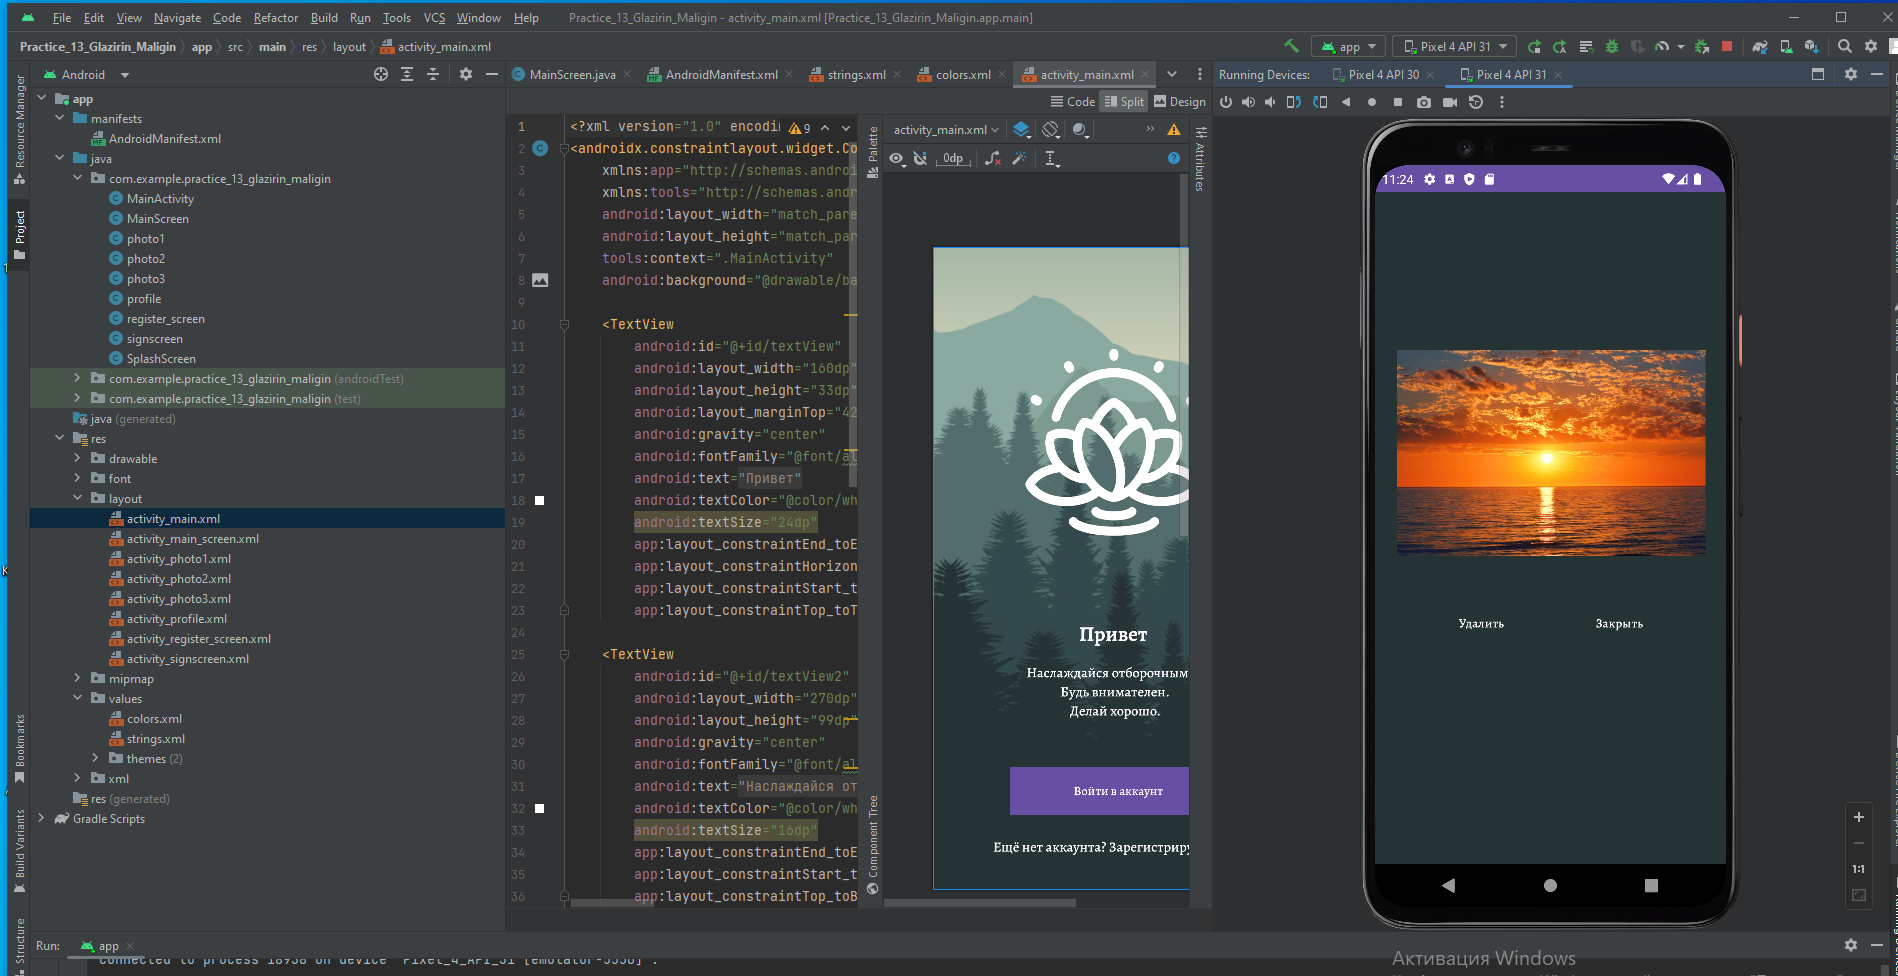 File Edit View Navigate Code Refactor Build Run Tools VCS Window Help Practice_13_Glazirin_Maligin - activity_main.xml [Practice_13_Glazirin_Maligin.app.main]
Practice_13_Glazirin_Maligin app src main res layout activity_main.xml
app Pixel 4 API 31
Android
MainScreen.java AndroidManifest.xml strings.xml colors.xml activity_main.xml
Running Devices: Pixel 4 API 30 Pixel 4 API 31
Code Split Design
Resource Manager
Project
Bookmarks
Build Variants
Structure
app
manifests
AndroidManifest.xml
java
com.example.practice_13_glazirin_maligin
MainActivity
MainScreen
photo1
photo2
photo3
profile
register_screen
signscreen
SplashScreen
com.example.practice_13_glazirin_maligin (androidTest)
com.example.practice_13_glazirin_maligin (test)
java (generated)
res
drawable
font
layout
activity_main.xml
activity_main_screen.xml
activity_photo1.xml
activity_photo2.xml
activity_photo3.xml
activity_profile.xml
activity_register_screen.xml
activity_signscreen.xml
mipmap
values
colors.xml
strings.xml
themes (2)
xml
res (generated)
Gradle Scripts
1 <?xml version="1.0" encodin 9
2 <androidx.constraintlayout.widget.Co
3 xmlns:app="http://schemas.androi
4 xmlns:tools="http://schemas.andr
5 android:layout_width="match_pare
6 android:layout_height="match_par
7 tools:context=".MainActivity"
8 android:background="@drawable/ba
9
10 <TextView
11 android:id="@+id/textView"
12 android:layout_width="160dp"
13 android:layout_height="33dp"
14 android:layout_marginTop="42
15 android:gravity="center"
16 android:fontFamily="@font/al
17 android:text="Привет"
18 android:textColor="@color/wh
19 android:textSize="24dp"
20 app:layout_constraintEnd_toE
21 app:layout_constraintHorizon
22 app:layout_constraintStart_t
23 app:layout_constraintTop_toT
24
25 <TextView
26 android:id="@+id/textView2"
27 android:layout_width="270dp"
28 android:layout_height="99dp"
29 android:gravity="center"
30 android:fontFamily="@font/al
31 android:text="Наслаждайся от
32 android:textColor="@color/wh
33 android:textSize="16dp"
34 app:layout_constraintEnd_toE
35 app:layout_constraintStart_t
36 app:layout_constraintTop_toB
Palette
Component Tree
activity_main.xml
0dp
Attributes
Привет
Наслаждайся отборочным
Будь внимателен.
Делай хорошо.
Войти в аккаунт
Ещё нет аккаунта? Зарегистриру
11:24
Удалить Закрыть
1:1
Run: app
Connected to process 18938 on device 'Pixel_4_API_31 [emulator-5556]'.
Активация Windows